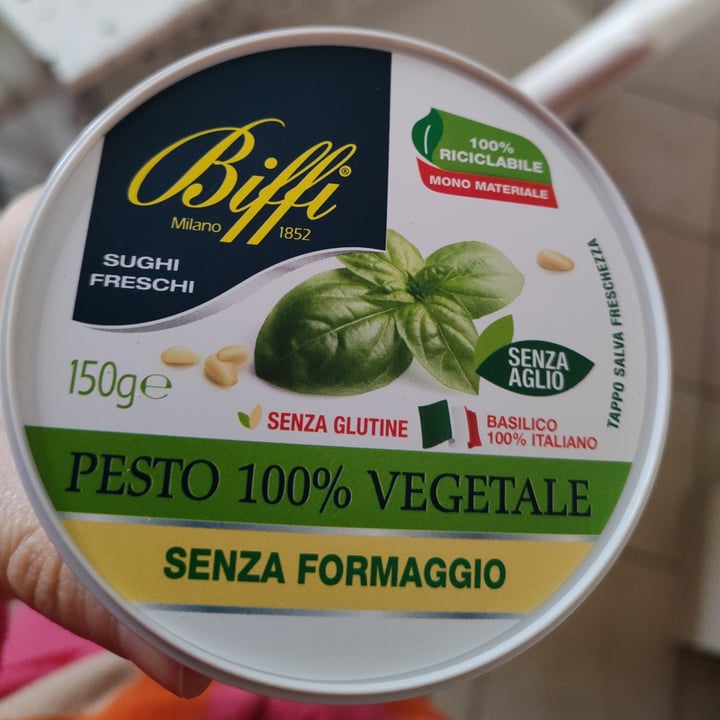 Biffi®
Milano 1852
SUGHI
FRESCHI
100%
RICICLABILE
MONO MATERIALE
TAPPO SALVA FRESCHEZZA
SENZA
AGLIO
150g℮
SENZA GLUTINE
BASILICO
100% ITALIANO
PESTO 100% VEGETALE
SENZA FORMAGGIO